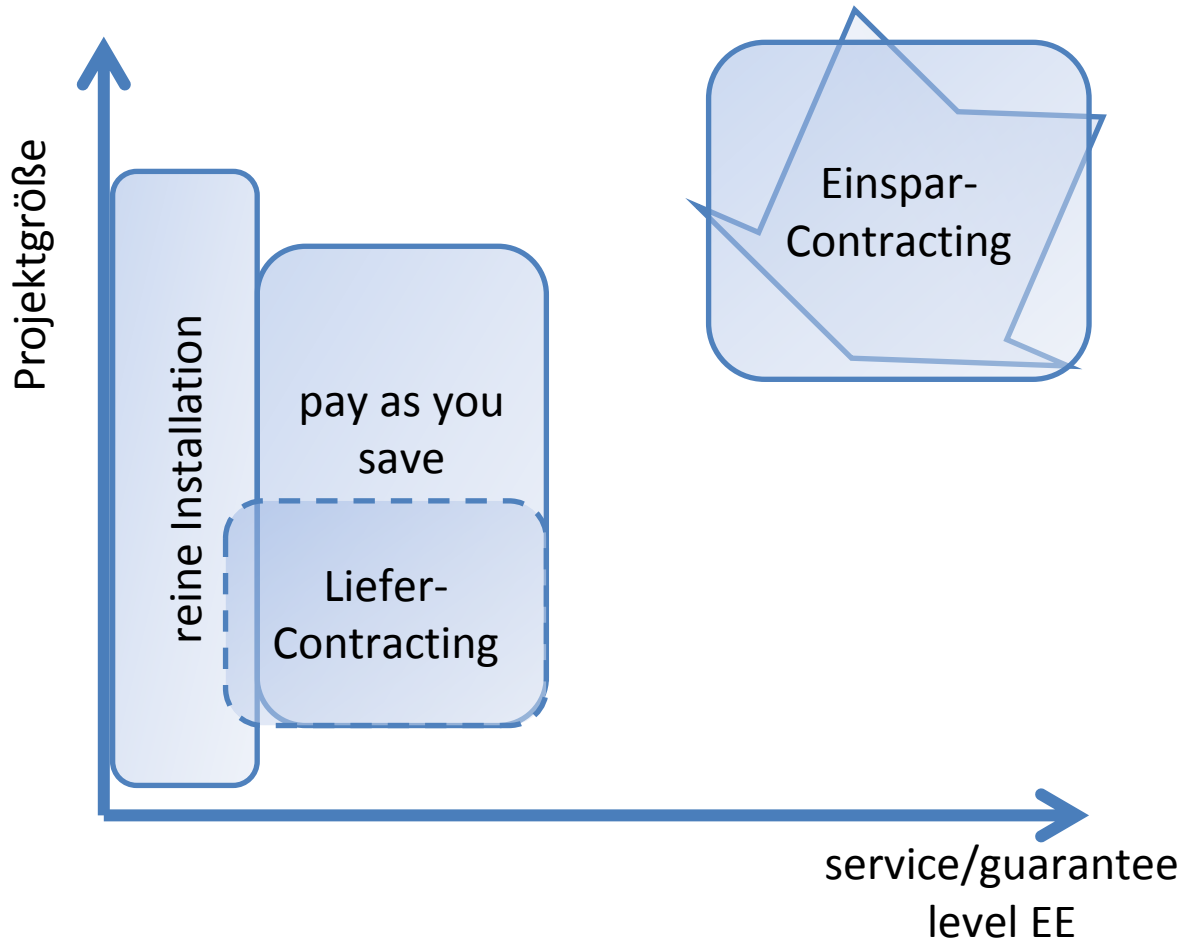 Projektgröße
reine Installation
pay as you
save
Liefer-
Contracting
Einspar-
Contracting
service/guarantee
level EE